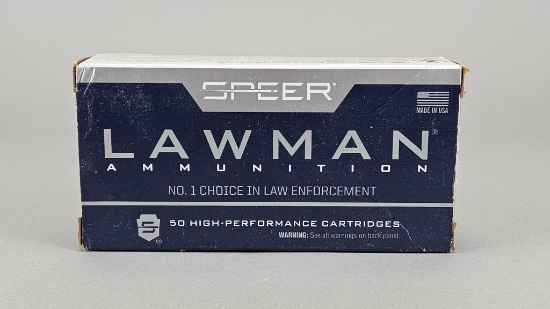 SPEER®
MADE IN USA
LAWMAN®
AMMUNITION
NO. 1 CHOICE IN LAW ENFORCEMENT
50 HIGH-PERFORMANCE CARTRIDGES
WARNING: See all warnings on back panel.
S®